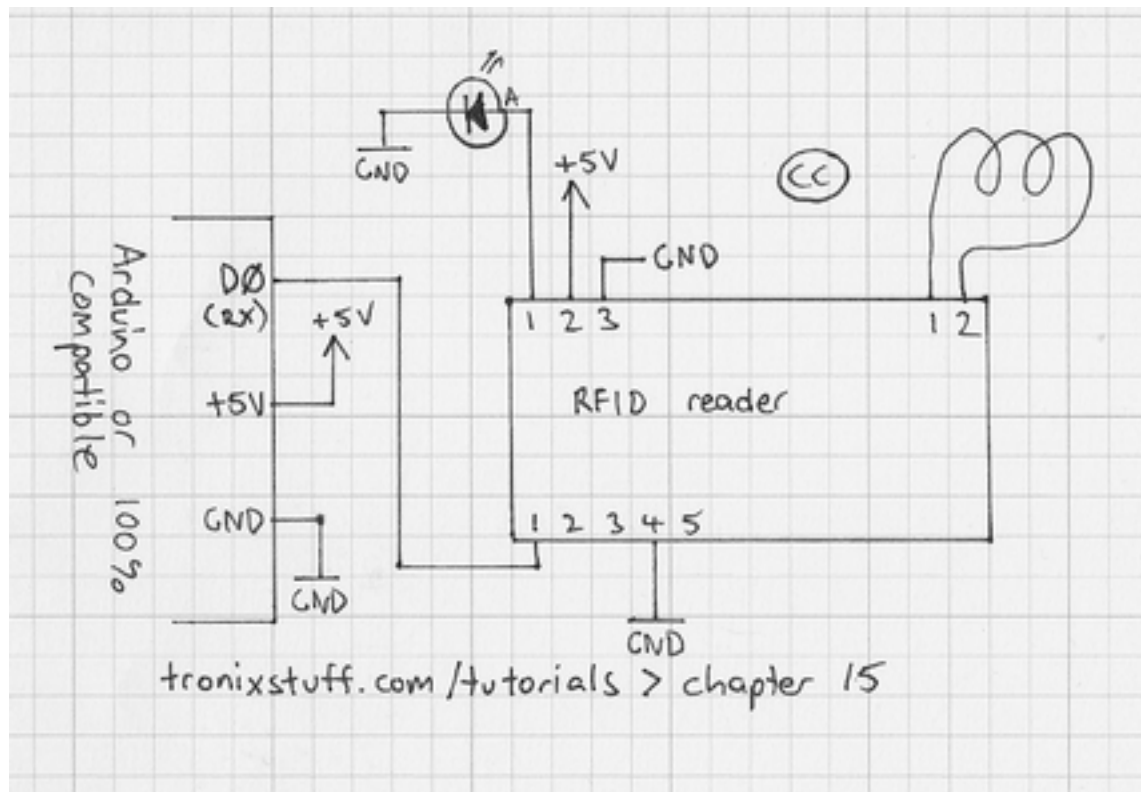 A
GND
+5V
CC
GND
DØ
(RX)
+5V
1 2 3
1 2
Arduino or 100%
compatible
+5V
RFID reader
GND
1 2 3 4 5
GND
GND
tronixstuff.com/tutorials > chapter 15